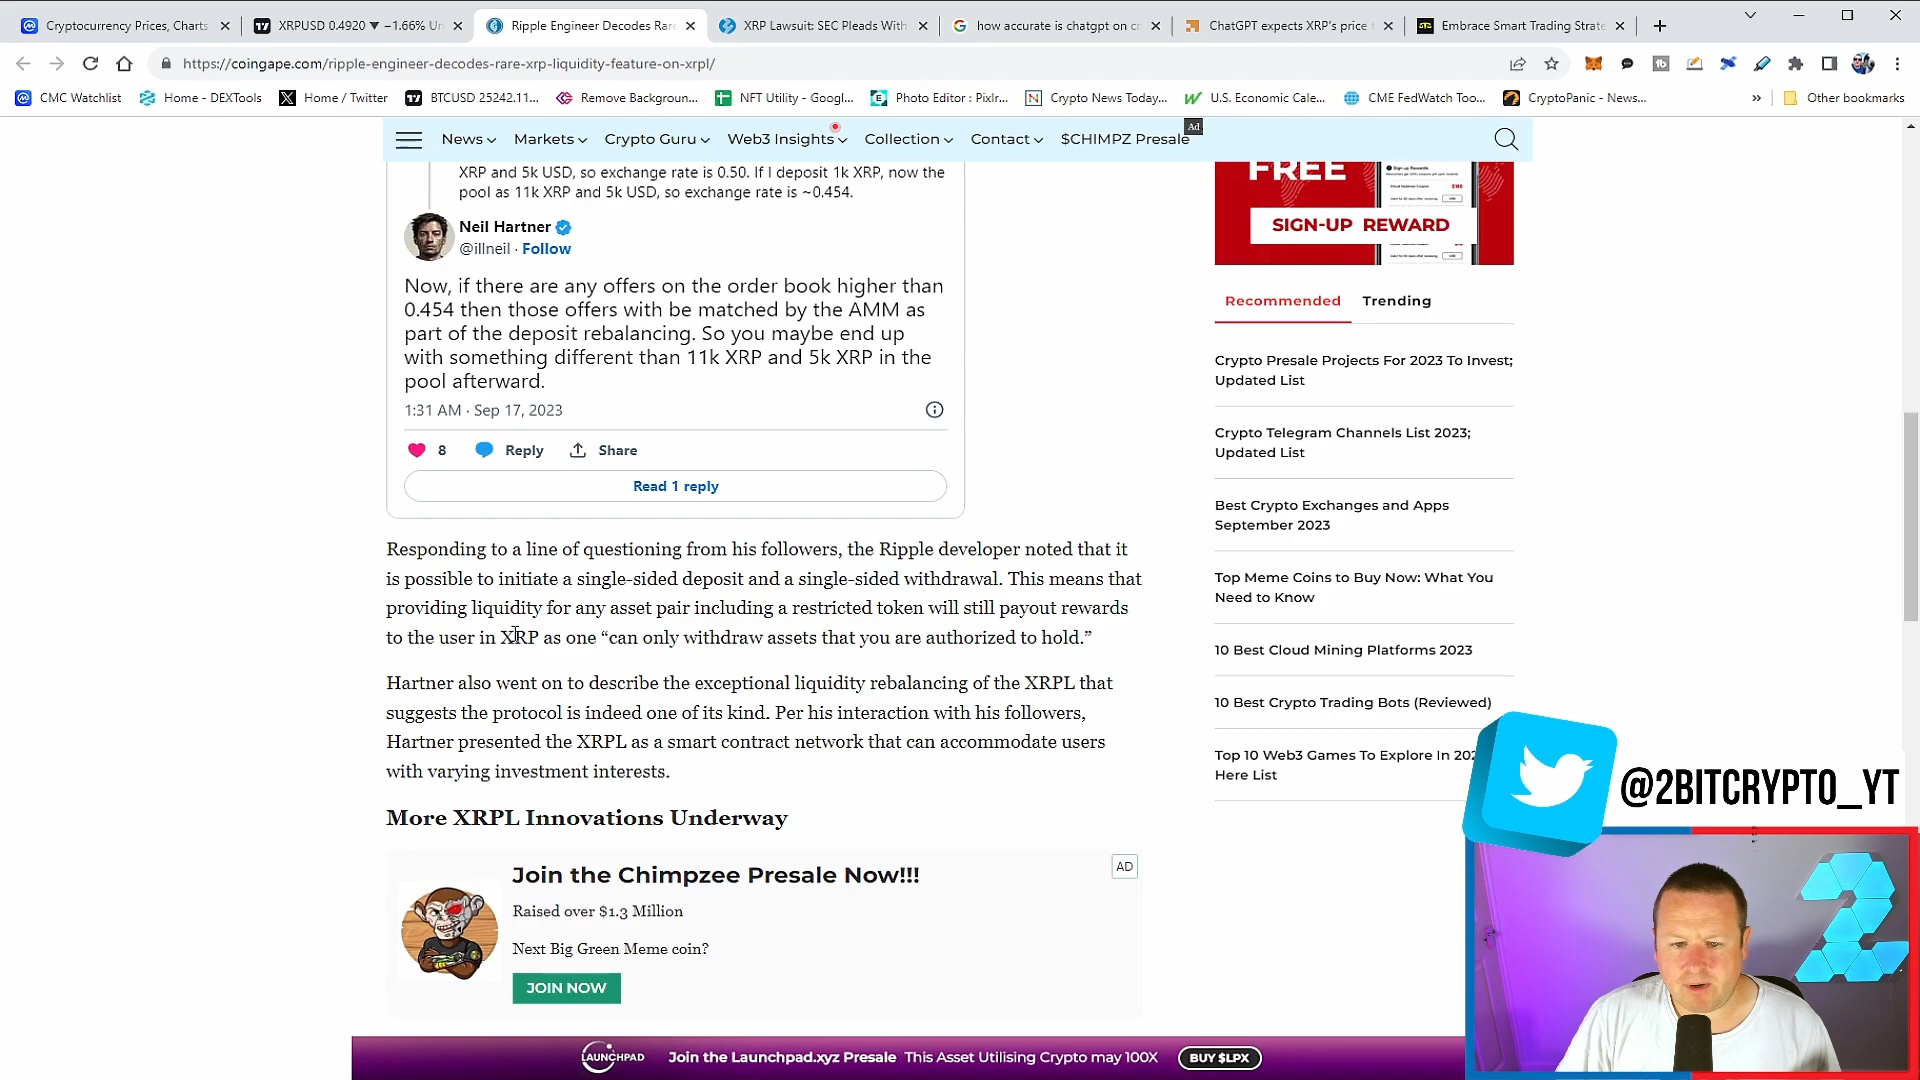 Cryptocurrency Prices, Charts
XRPUSD 0.4920 ▼ −1.66% Un
Ripple Engineer Decodes Rare
XRP Lawsuit: SEC Pleads With
how accurate is chatgpt on cr
ChatGPT expects XRP's price t
Embrace Smart Trading Strate
https://coingape.com/ripple-engineer-decodes-rare-xrp-liquidity-feature-on-xrpl/
CMC Watchlist
Home - DEXTools
Home / Twitter
BTCUSD 25242.11...
Remove Backgroun...
NFT Utility - Googl...
Photo Editor : Pixlr...
Crypto News Today...
U.S. Economic Cale...
CME FedWatch Too...
CryptoPanic - News...
»
Other bookmarks
News
Markets
Crypto Guru
Web3 Insights
Collection
Contact
$CHIMPZ Presale
Ad
XRP and 5k USD, so exchange rate is 0.50. If I deposit 1k XRP, now the
pool as 11k XRP and 5k USD, so exchange rate is ~0.454.
Neil Hartner
@illneil · Follow
Now, if there are any offers on the order book higher than
0.454 then those offers with be matched by the AMM as
part of the deposit rebalancing. So you maybe end up
with something different than 11k XRP and 5k XRP in the
pool afterward.
1:31 AM · Sep 17, 2023
8
Reply
Share
Read 1 reply
Responding to a line of questioning from his followers, the Ripple developer noted that it
is possible to initiate a single-sided deposit and a single-sided withdrawal. This means that
providing liquidity for any asset pair including a restricted token will still payout rewards
to the user in XRP as one “can only withdraw assets that you are authorized to hold.”
Hartner also went on to describe the exceptional liquidity rebalancing of the XRPL that
suggests the protocol is indeed one of its kind. Per his interaction with his followers,
Hartner presented the XRPL as a smart contract network that can accommodate users
with varying investment interests.
More XRPL Innovations Underway
Join the Chimpzee Presale Now!!!
AD
Raised over $1.3 Million
Next Big Green Meme coin?
JOIN NOW
FREE
SIGN-UP REWARD
Recommended
Trending
Crypto Presale Projects For 2023 To Invest;
Updated List
Crypto Telegram Channels List 2023;
Updated List
Best Crypto Exchanges and Apps
September 2023
Top Meme Coins to Buy Now: What You
Need to Know
10 Best Cloud Mining Platforms 2023
10 Best Crypto Trading Bots (Reviewed)
Top 10 Web3 Games To Explore In 202
Here List
@2BITCRYPTO_YT
LAUNCHPAD
Join the Launchpad.xyz Presale This Asset Utilising Crypto may 100X
BUY $LPX